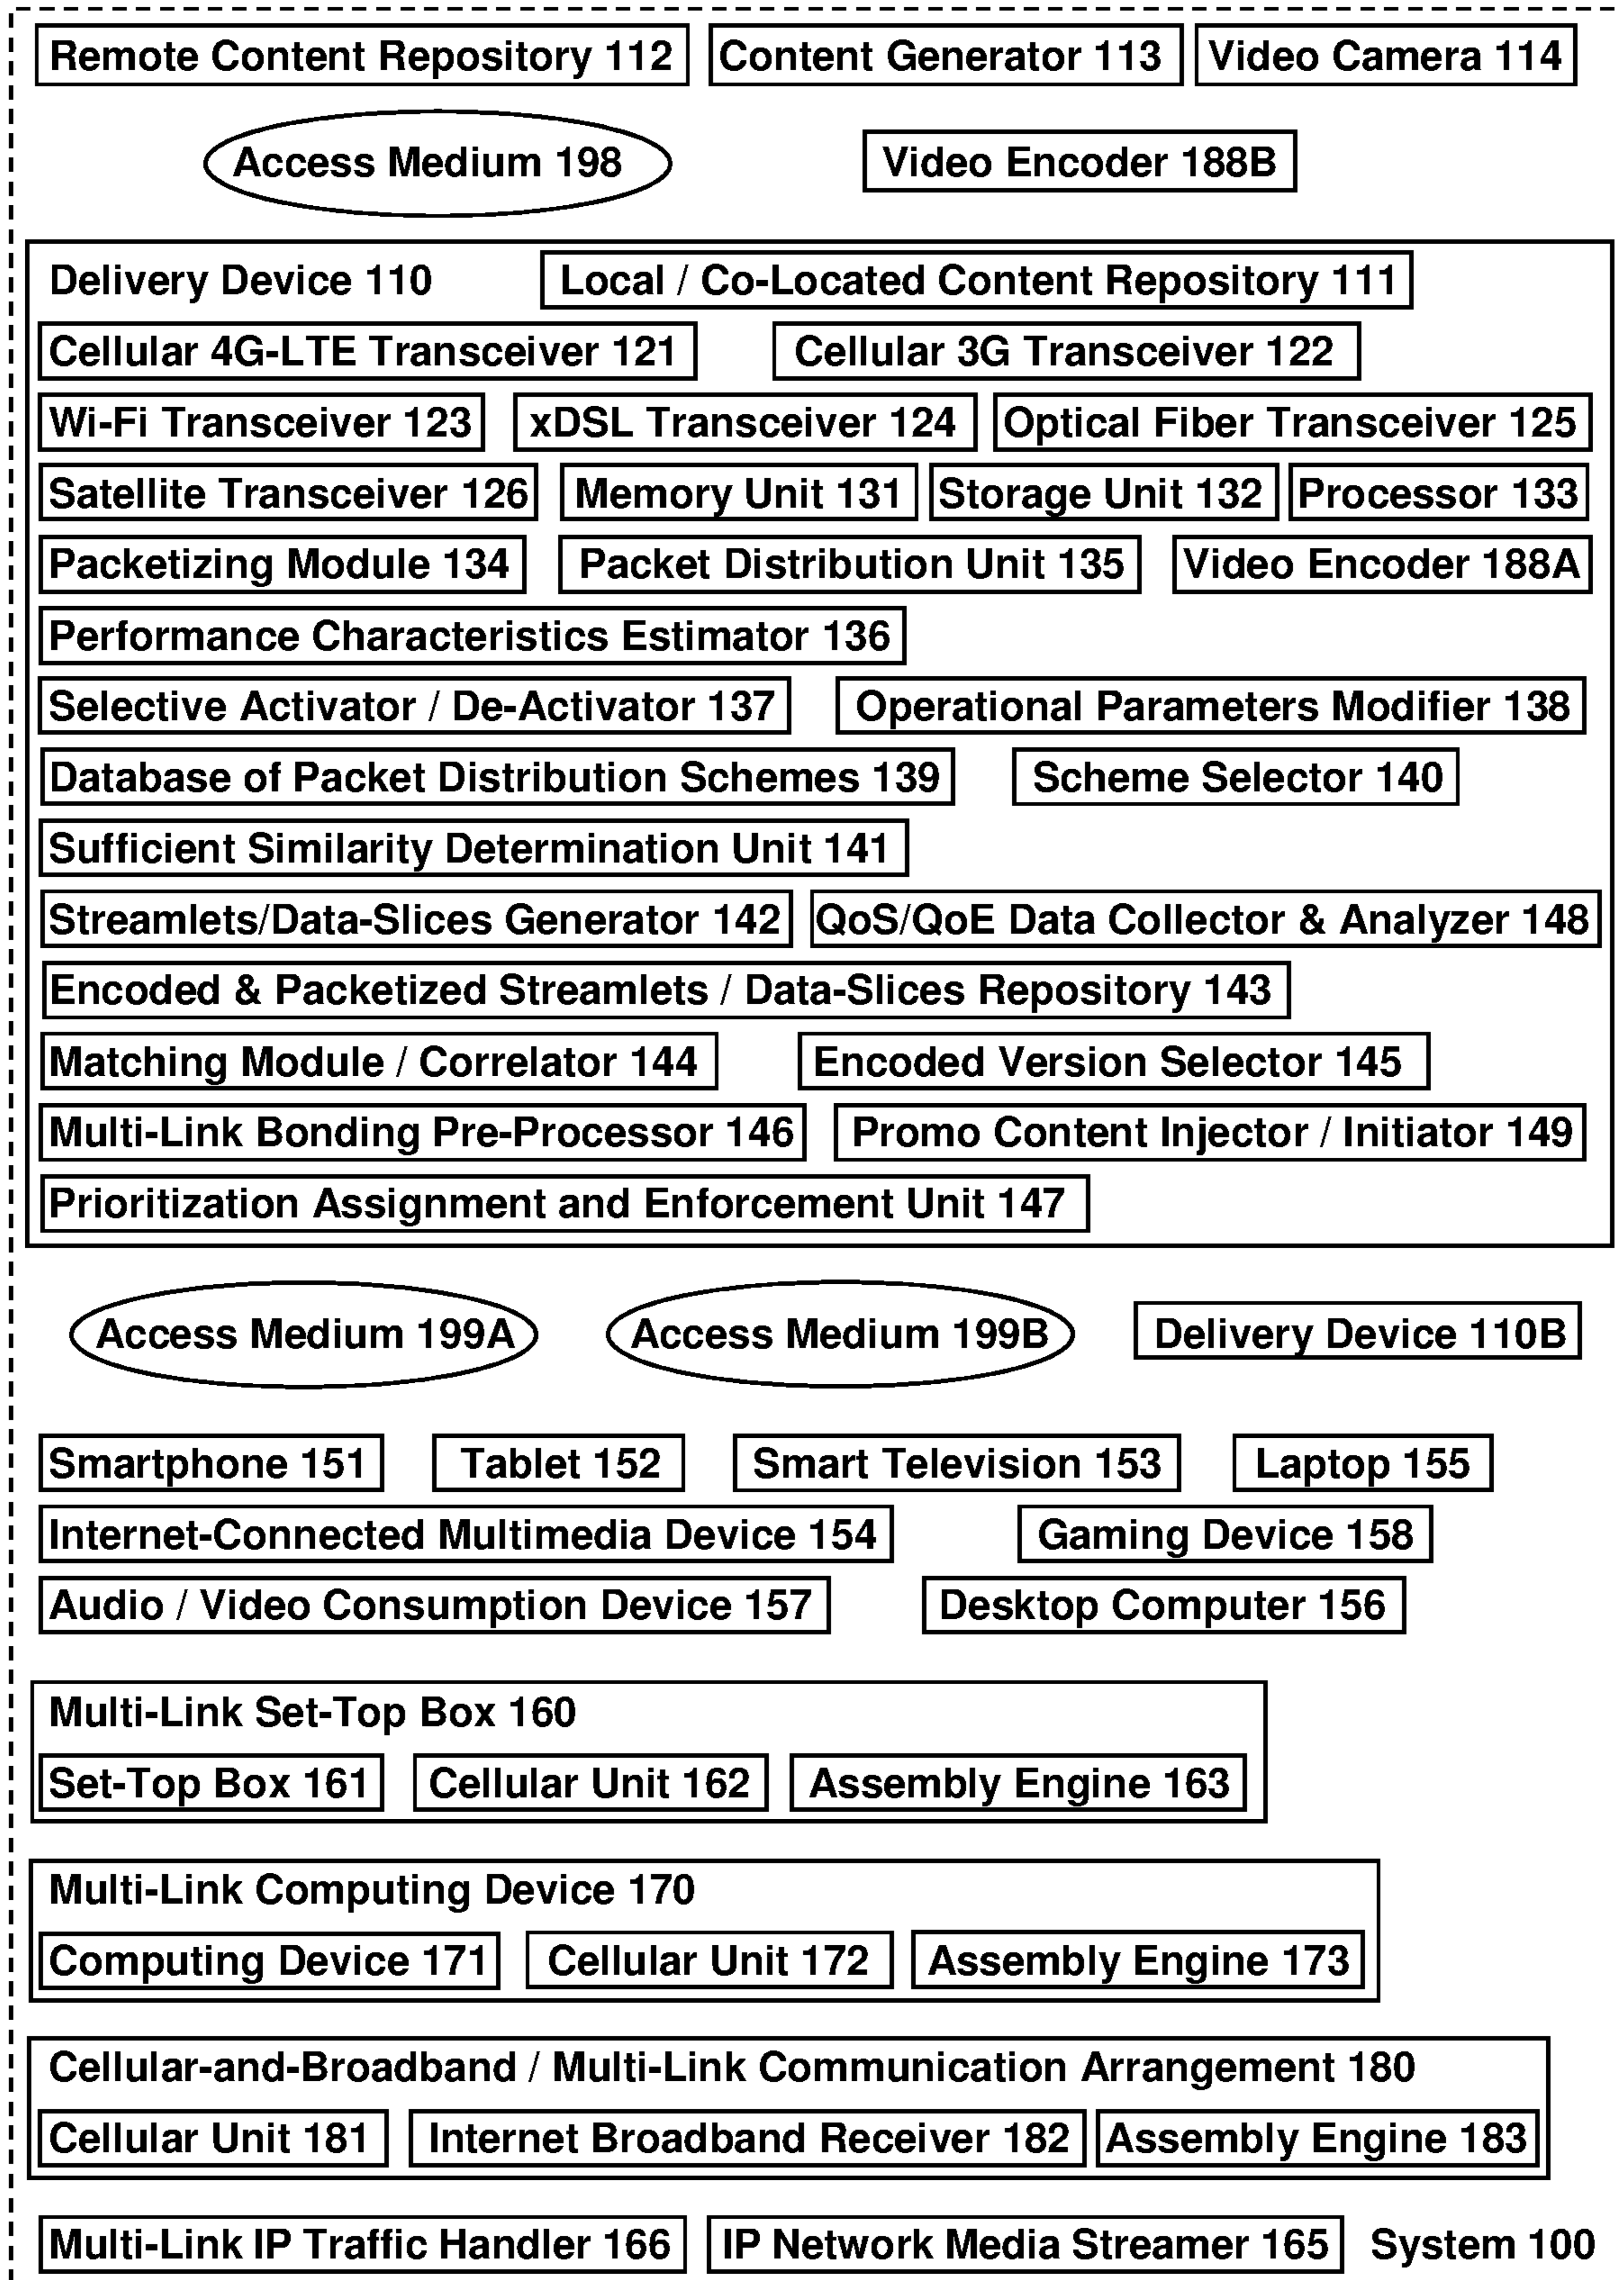 Remote Content Repository 112 Content Generator 113 Video Camera 114
Access Medium 198 Video Encoder 188B
Delivery Device 110 Local / Co-Located Content Repository 111
Cellular 4G-LTE Transceiver 121 Cellular 3G Transceiver 122
Wi-Fi Transceiver 123 xDSL Transceiver 124 Optical Fiber Transceiver 125
Satellite Transceiver 126 Memory Unit 131 Storage Unit 132 Processor 133
Packetizing Module 134 Packet Distribution Unit 135 Video Encoder 188A
Performance Characteristics Estimator 136
Selective Activator / De-Activator 137 Operational Parameters Modifier 138
Database of Packet Distribution Schemes 139 Scheme Selector 140
Sufficient Similarity Determination Unit 141
Streamlets/Data-Slices Generator 142 QoS/QoE Data Collector & Analyzer 148
Encoded & Packetized Streamlets / Data-Slices Repository 143
Matching Module / Correlator 144 Encoded Version Selector 145
Multi-Link Bonding Pre-Processor 146 Promo Content Injector / Initiator 149
Prioritization Assignment and Enforcement Unit 147
Access Medium 199A Access Medium 199B Delivery Device 110B
Smartphone 151 Tablet 152 Smart Television 153 Laptop 155
Internet-Connected Multimedia Device 154 Gaming Device 158
Audio / Video Consumption Device 157 Desktop Computer 156
Multi-Link Set-Top Box 160
Set-Top Box 161 Cellular Unit 162 Assembly Engine 163
Multi-Link Computing Device 170
Computing Device 171 Cellular Unit 172 Assembly Engine 173
Cellular-and-Broadband / Multi-Link Communication Arrangement 180
Cellular Unit 181 Internet Broadband Receiver 182 Assembly Engine 183
Multi-Link IP Traffic Handler 166 IP Network Media Streamer 165 System 100